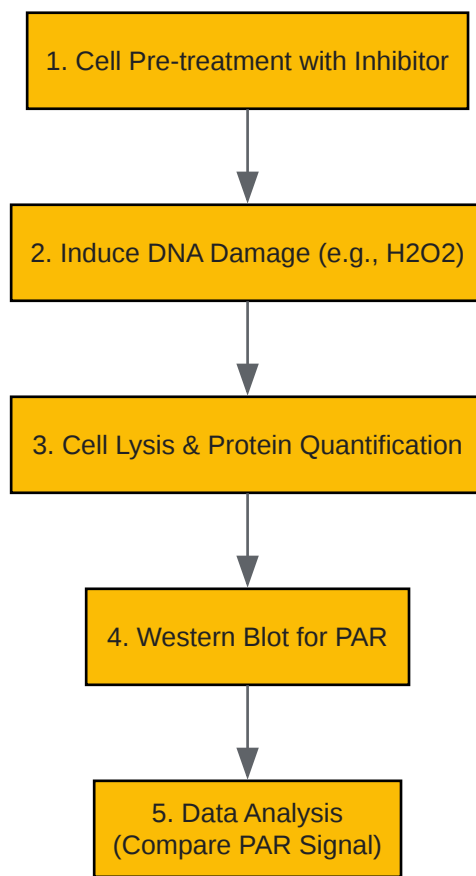 1. Cell Pre-treatment with Inhibitor
2. Induce DNA Damage (e.g., H2O2)
3. Cell Lysis & Protein Quantification
4. Western Blot for PAR
5. Data Analysis
(Compare PAR Signal)